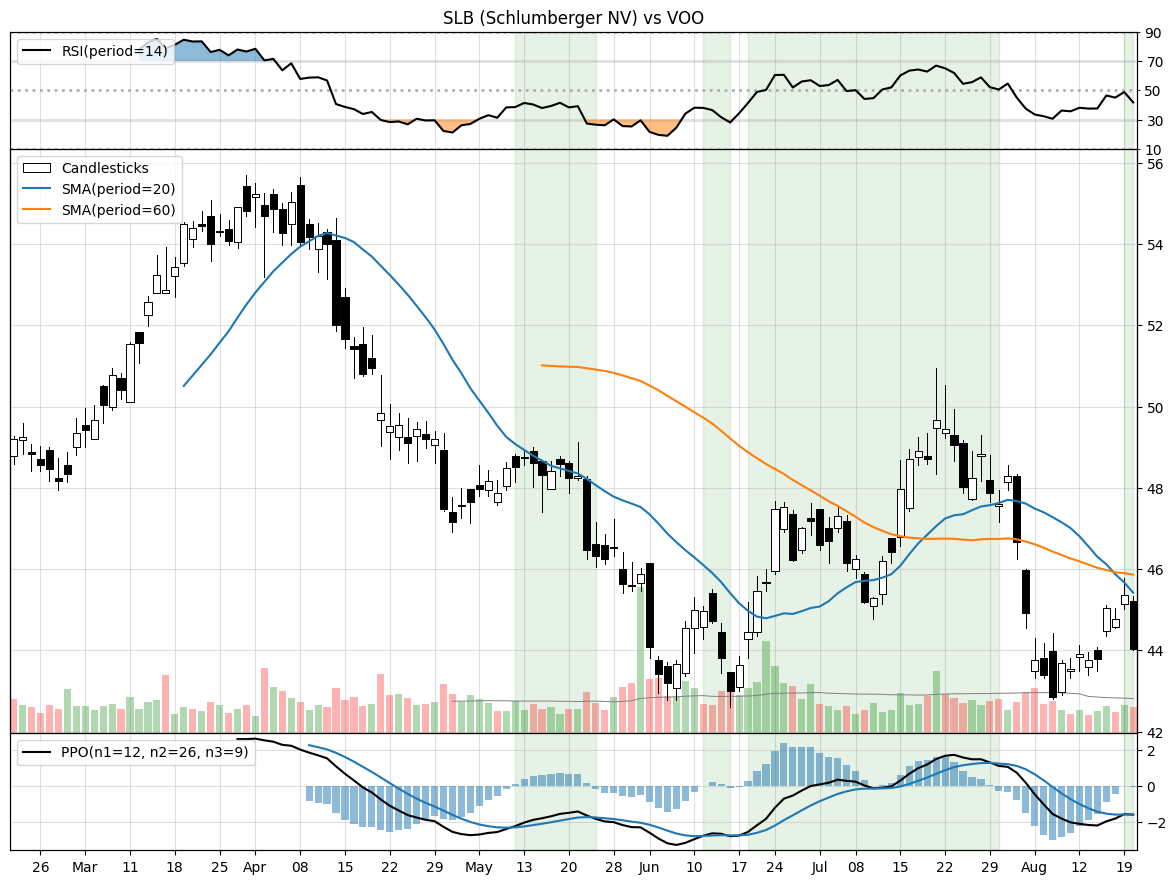 SLB (Schlumberger NV) vs VOO
RSI(period=14)
90
70
50
30
10
Candlesticks
SMA(period=20)
SMA(period=60)
56
54
52
50
48
46
44
42
PPO(n1=12, n2=26, n3=9)
2
0
−2
26 Mar 11 18 25 Apr 08 15 22 29 May 13 20 28 Jun 10 17 24 Jul 08 15 22 29 Aug 12 19